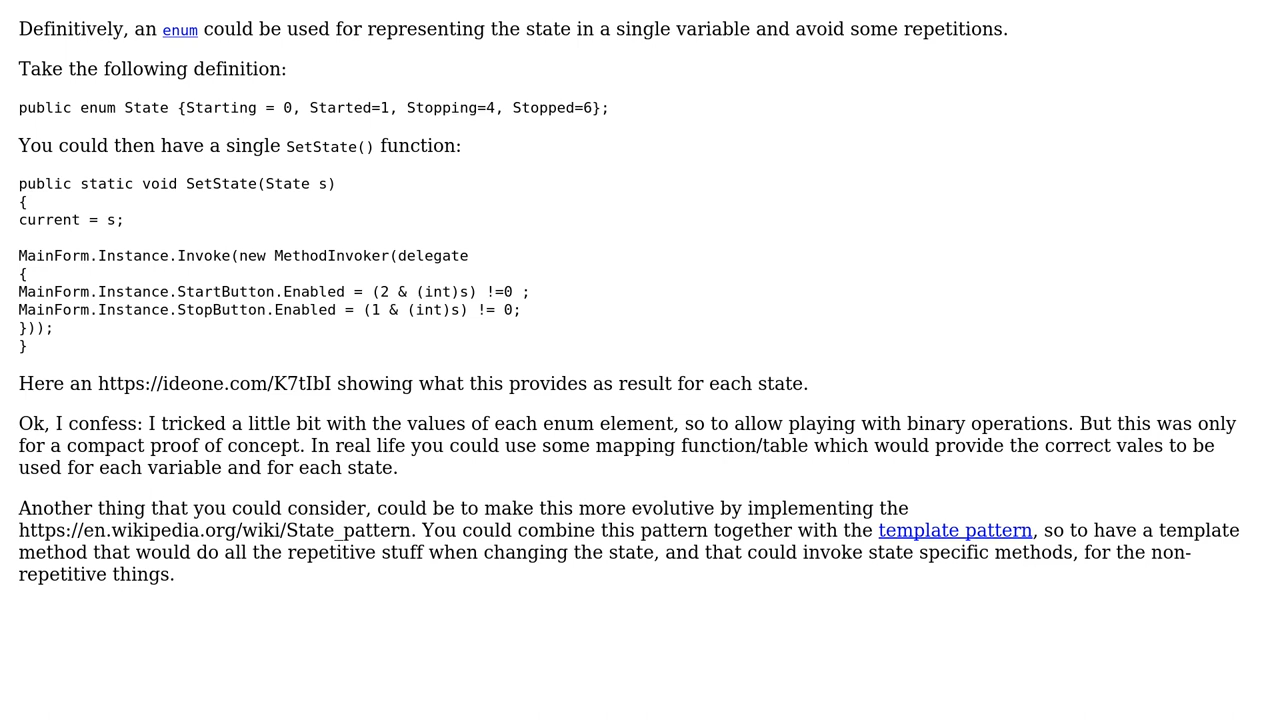 Definitively, an enum could be used for representing the state in a single variable and avoid some repetitions.
Take the following definition:
public enum State {Starting = 0, Started=1, Stopping=4, Stopped=6};
You could then have a single SetState() function:
public static void SetState(State s)
{
current = s;
MainForm.Instance.Invoke(new MethodInvoker(delegate
{
MainForm.Instance.StartButton.Enabled = (2 & (int)s) !=0 ;
MainForm.Instance.StopButton.Enabled = (1 & (int)s) != 0;
}));
}
Here an https://ideone.com/K7tIbI showing what this provides as result for each state.
Ok, I confess: I tricked a little bit with the values of each enum element, so to allow playing with binary operations. But this was only
for a compact proof of concept. In real life you could use some mapping function/table which would provide the correct vales to be
used for each variable and for each state.
Another thing that you could consider, could be to make this more evolutive by implementing the
https://en.wikipedia.org/wiki/State_pattern. You could combine this pattern together with the template pattern, so to have a template
method that would do all the repetitive stuff when changing the state, and that could invoke state specific methods, for the non-
repetitive things.